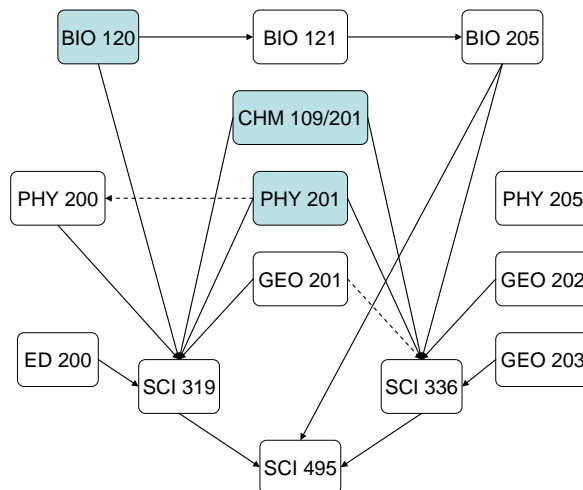 BIO 120
BIO 121
BIO 205
CHM 109/201
PHY 200
PHY 201
PHY 205
GEO 201
GEO 202
ED 200
SCI 319
SCI 336
GEO 203
SCI 495